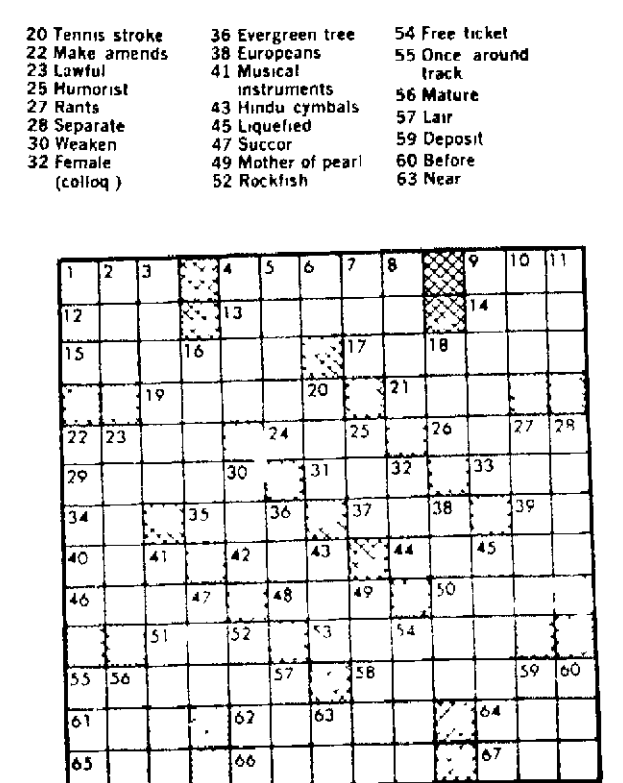 20 Tennis stroke
22 Make amends
23 Lawful
25 Humorist
27 Rants
28 Separate
30 Weaken
32 Female
(colloq )
36 Evergreen tree
38 Europeans
41 Musical
instruments
43 Hindu cymbals
45 Liquefied
47 Succor
49 Mother of pearl
52 Rockfish
54 Free ticket
55 Once around
track
56 Mature
57 Lair
59 Deposit
60 Before
63 Near
1 2 3 4 5 6 7 8 9 10 11
12 13 14
15 16 17 18
19 20 21
22 23 24 25 26 27 28
29 30 31 32 33
34 35 36 37 38 39
40 41 42 43 44 45
46 47 48 49 50
51 52 53 54
55 56 57 58 59 60
61 62 63 64
65 66 67